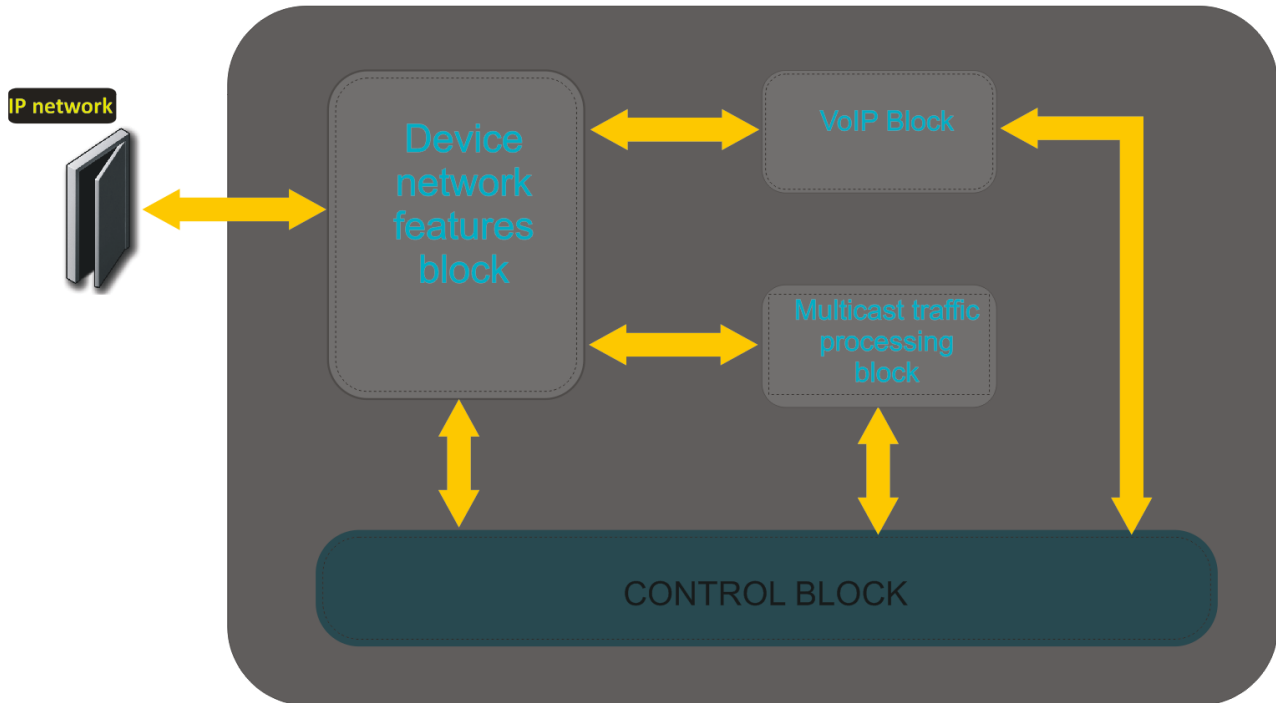 IP network
Device
network
features
block
VoIP Block
Multicast traffic
processing
block
CONTROL BLOCK